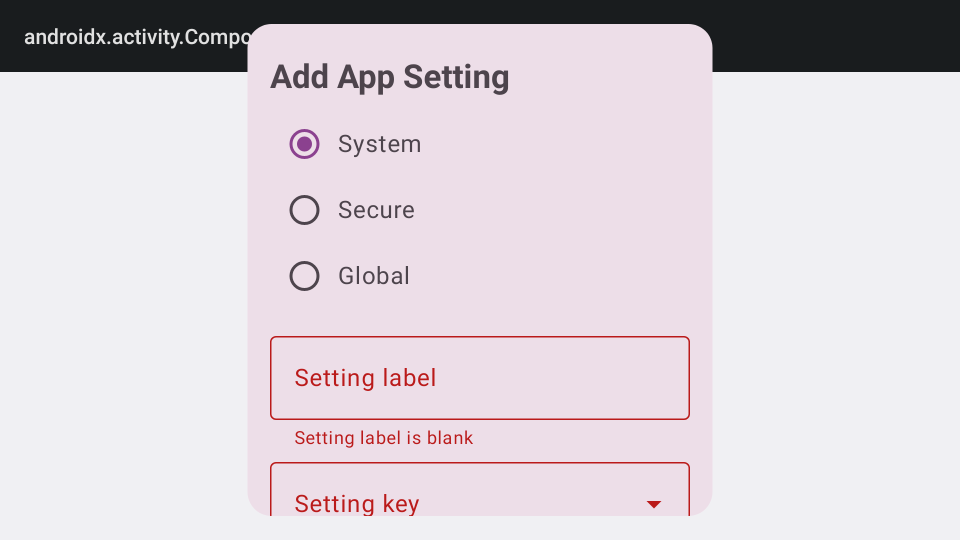 androidx.activity.Compo
Add App Setting
System
Secure
Global
Setting label
Setting label is blank
Setting key